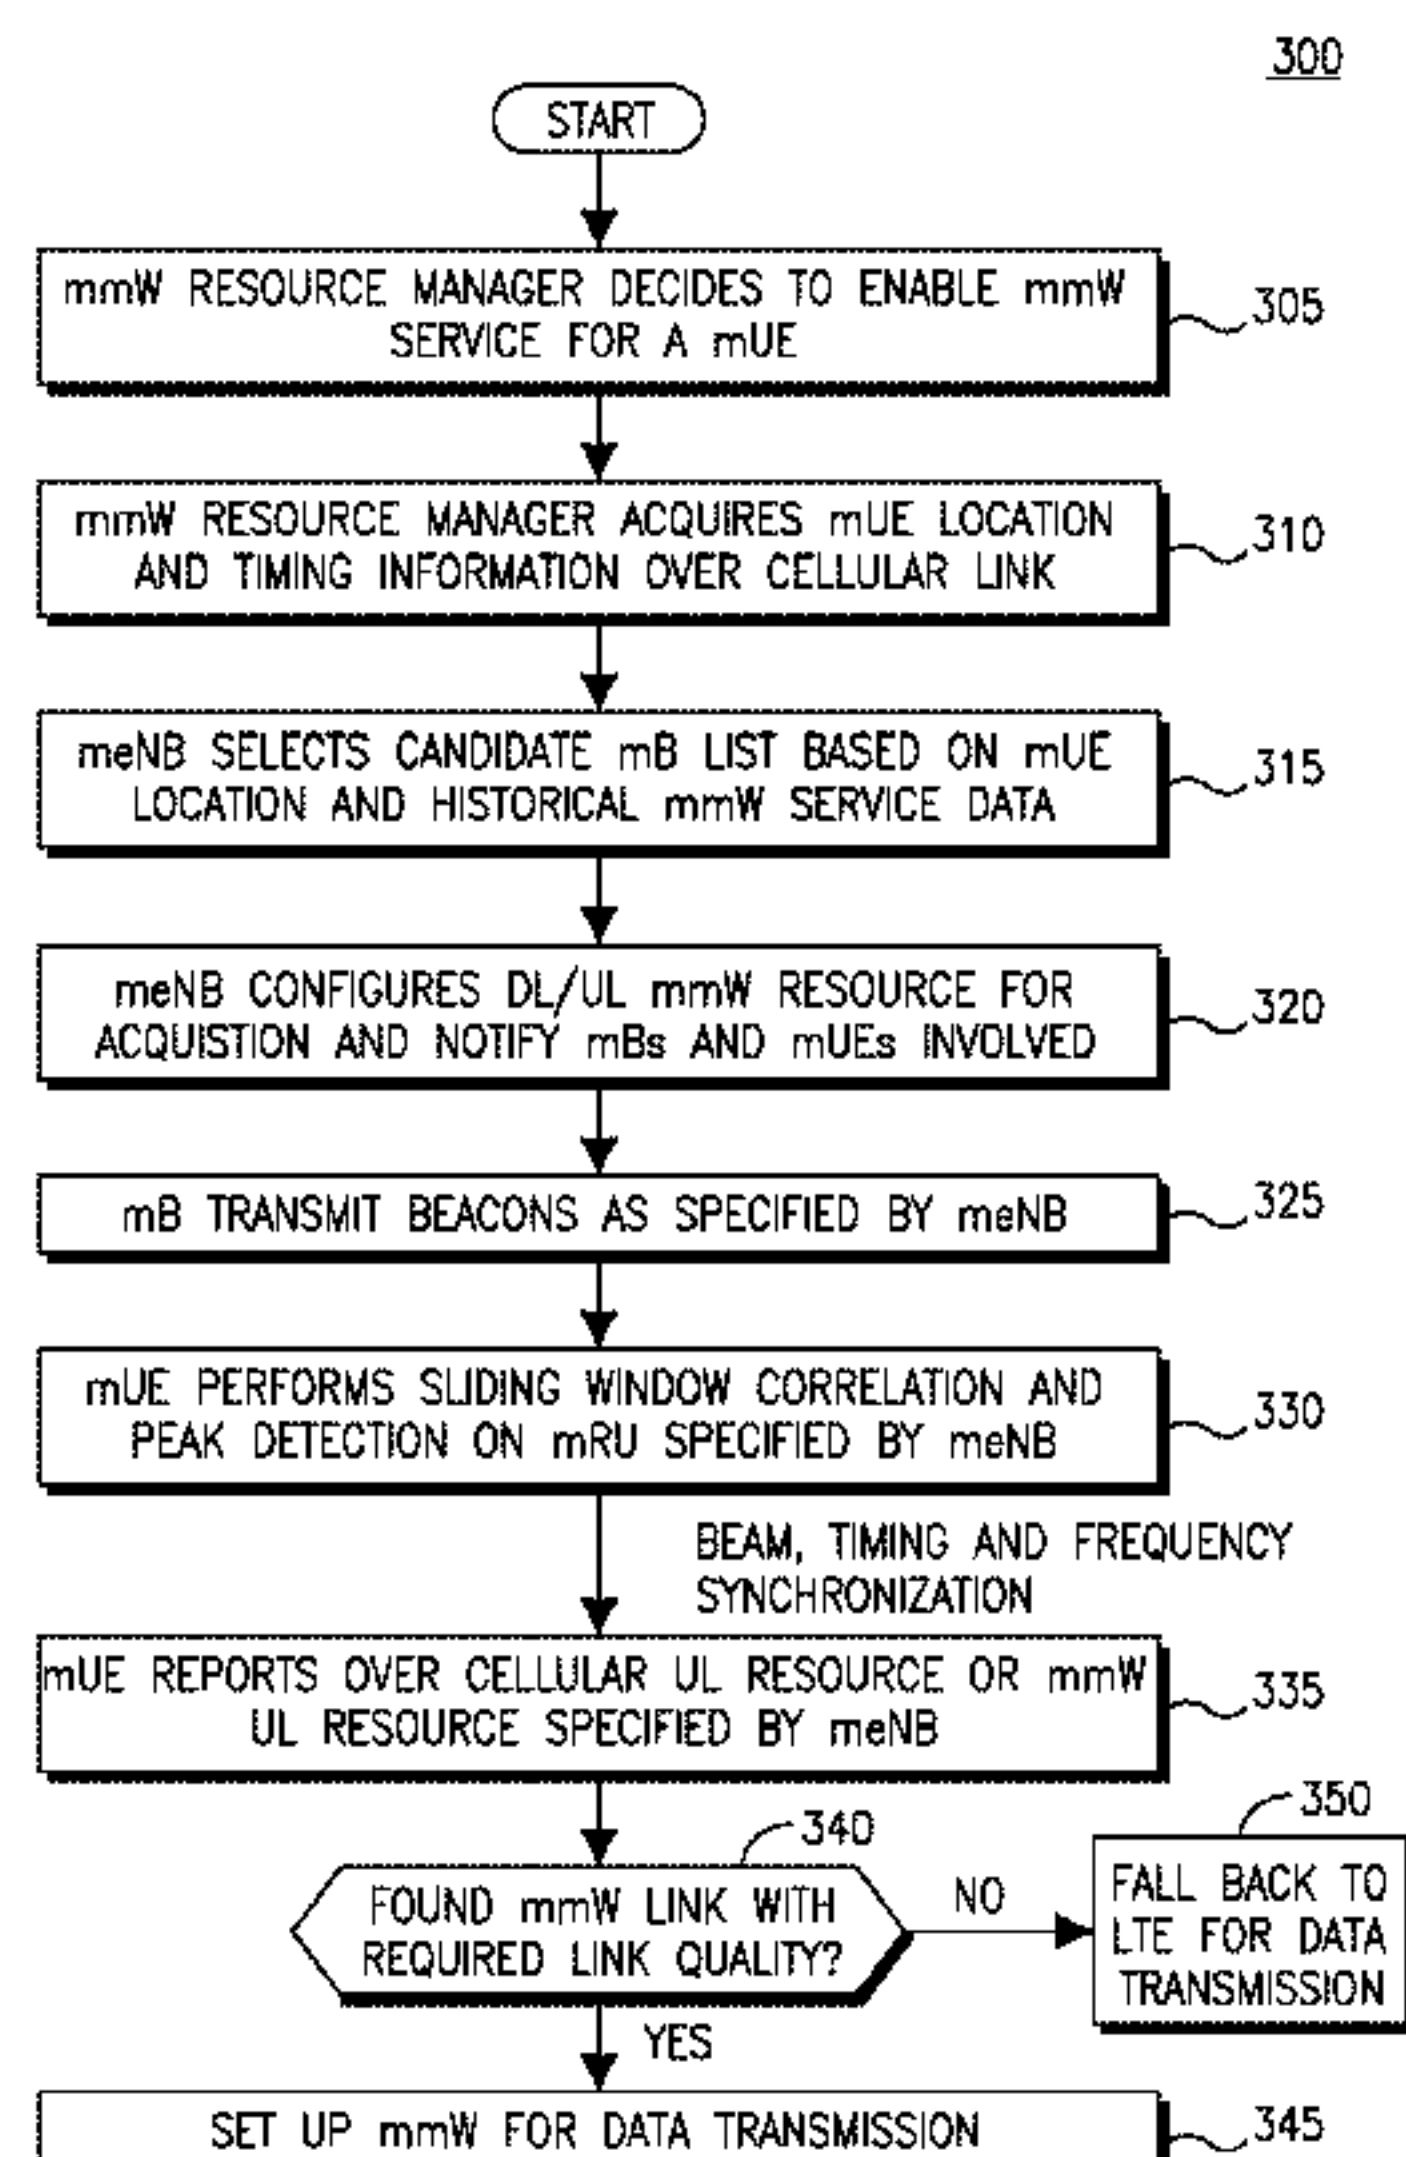 300
START
mmW RESOURCE MANAGER DECIDES TO ENABLE mmW
SERVICE FOR A mUE
305
mmW RESOURCE MANAGER ACQUIRES mUE LOCATION
AND TIMING INFORMATION OVER CELLULAR LINK
310
meNB SELECTS CANDIDATE mB LIST BASED ON mUE
LOCATION AND HISTORICAL mmW SERVICE DATA
315
meNB CONFIGURES DL/UL mmW RESOURCE FOR
ACQUISTION AND NOTIFY mBs AND mUEs INVOLVED
320
mB TRANSMIT BEACONS AS SPECIFIED BY meNB
325
mUE PERFORMS SLIDING WINDOW CORRELATION AND
PEAK DETECTION ON mRU SPECIFIED BY meNB
330
BEAM, TIMING AND FREQUENCY
SYNCHRONIZATION
mUE REPORTS OVER CELLULAR UL RESOURCE OR mmW
UL RESOURCE SPECIFIED BY meNB
335
340
FOUND mmW LINK WITH
REQUIRED LINK QUALITY?
NO
350
FALL BACK TO
LTE FOR DATA
TRANSMISSION
YES
SET UP mmW FOR DATA TRANSMISSION
345